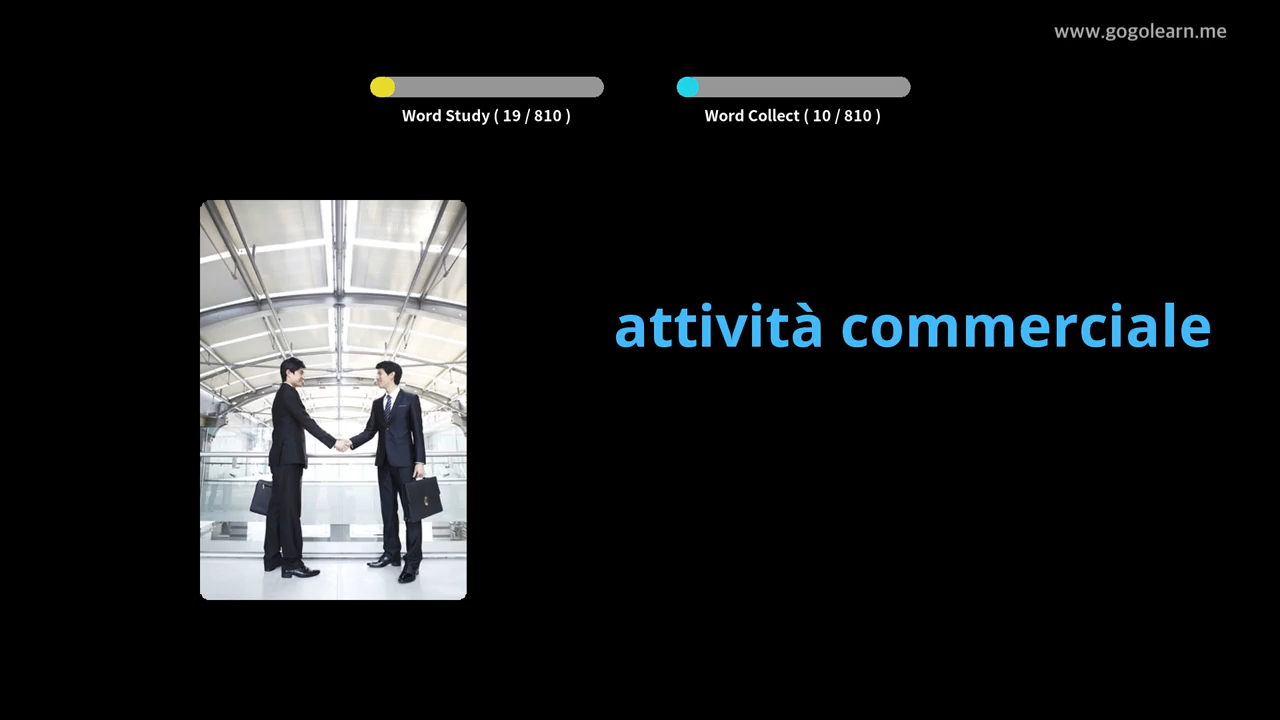 www.gogolearn.me
Word Study ( 19 / 810 )
Word Collect ( 10 / 810 )
attività commerciale